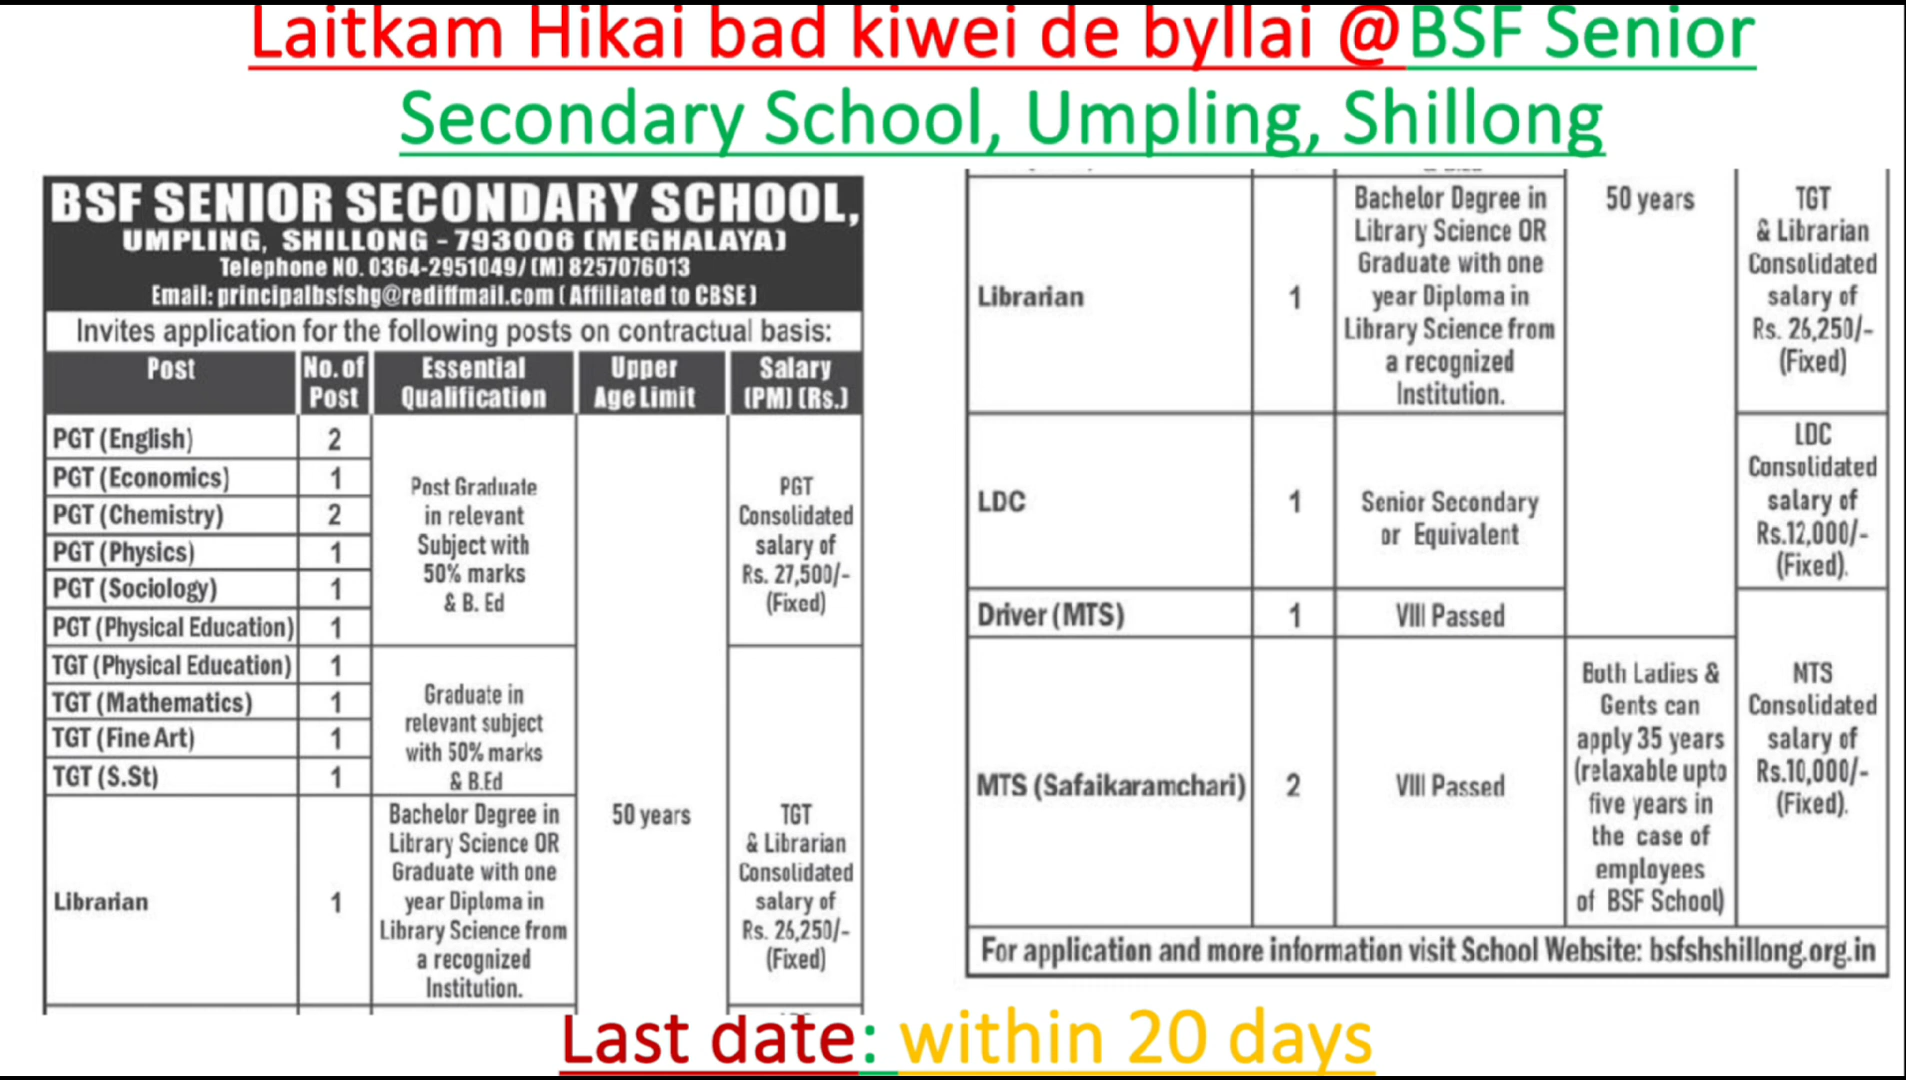 Laitkam Hikai bad kiwei de byllai @BSF Senior
Secondary School, Umpling, Shillong
BSF SENIOR SECONDARY SCHOOL,
UMPLING, SHILLONG - 793006 (MEGHALAYA)
Telephone NO. 0364-2951049/ (M) 8257076013
Email: principalbsfshg@rediffmail.com ( Affiliated to CBSE )
Invites application for the following posts on contractual basis:
Post
No. of
Post
Essential
Qualification
Upper
Age Limit
Salary
(PM) (Rs.)
PGT (English)
2
PGT (Economics)
1
PGT (Chemistry)
2
PGT (Physics)
1
PGT (Sociology)
1
PGT (Physical Education)
1
Post Graduate
in relevant
Subject with
50% marks
& B. Ed
PGT
Consolidated
salary of
Rs. 27,500/-
(Fixed)
TGT (Physical Education)
1
TGT (Mathematics)
1
TGT (Fine Art)
1
TGT (S.St)
1
Graduate in
relevant subject
with 50% marks
& B.Ed
Librarian
1
Bachelor Degree in
Library Science OR
Graduate with one
year Diploma in
Library Science from
a recognized
Institution.
50 years
TGT
& Librarian
Consolidated
salary of
Rs. 26,250/-
(Fixed)
Librarian
1
Bachelor Degree in
Library Science OR
Graduate with one
year Diploma in
Library Science from
a recognized
Institution.
50 years
TGT
& Librarian
Consolidated
salary of
Rs. 26,250/-
(Fixed)
LDC
1
Senior Secondary
or Equivalent
LDC
Consolidated
salary of
Rs.12,000/-
(Fixed).
Driver (MTS)
1
VIII Passed
MTS (Safaikaramchari)
2
VIII Passed
Both Ladies &
Gents can
apply 35 years
(relaxable upto
five years in
the case of
employees
of BSF School)
MTS
Consolidated
salary of
Rs.10,000/-
(Fixed).
For application and more information visit School Website: bsfshshillong.org.in
Last date: within 20 days